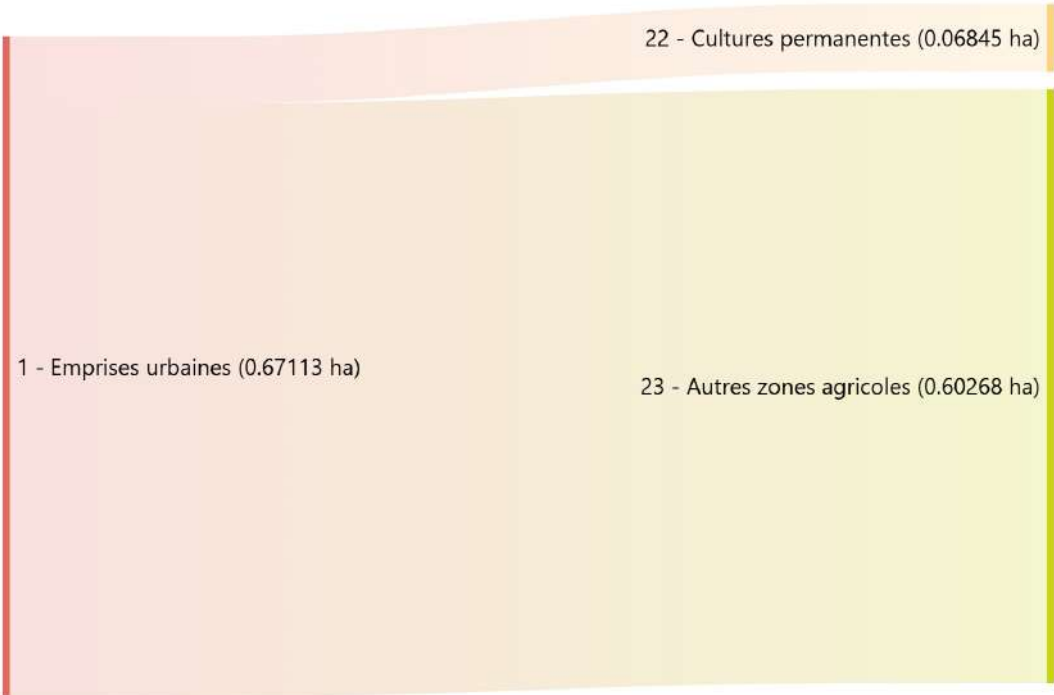 22 - Cultures permanentes (0.06845 ha)
1 - Emprises urbaines (0.67113 ha)
23 - Autres zones agricoles (0.60268 ha)